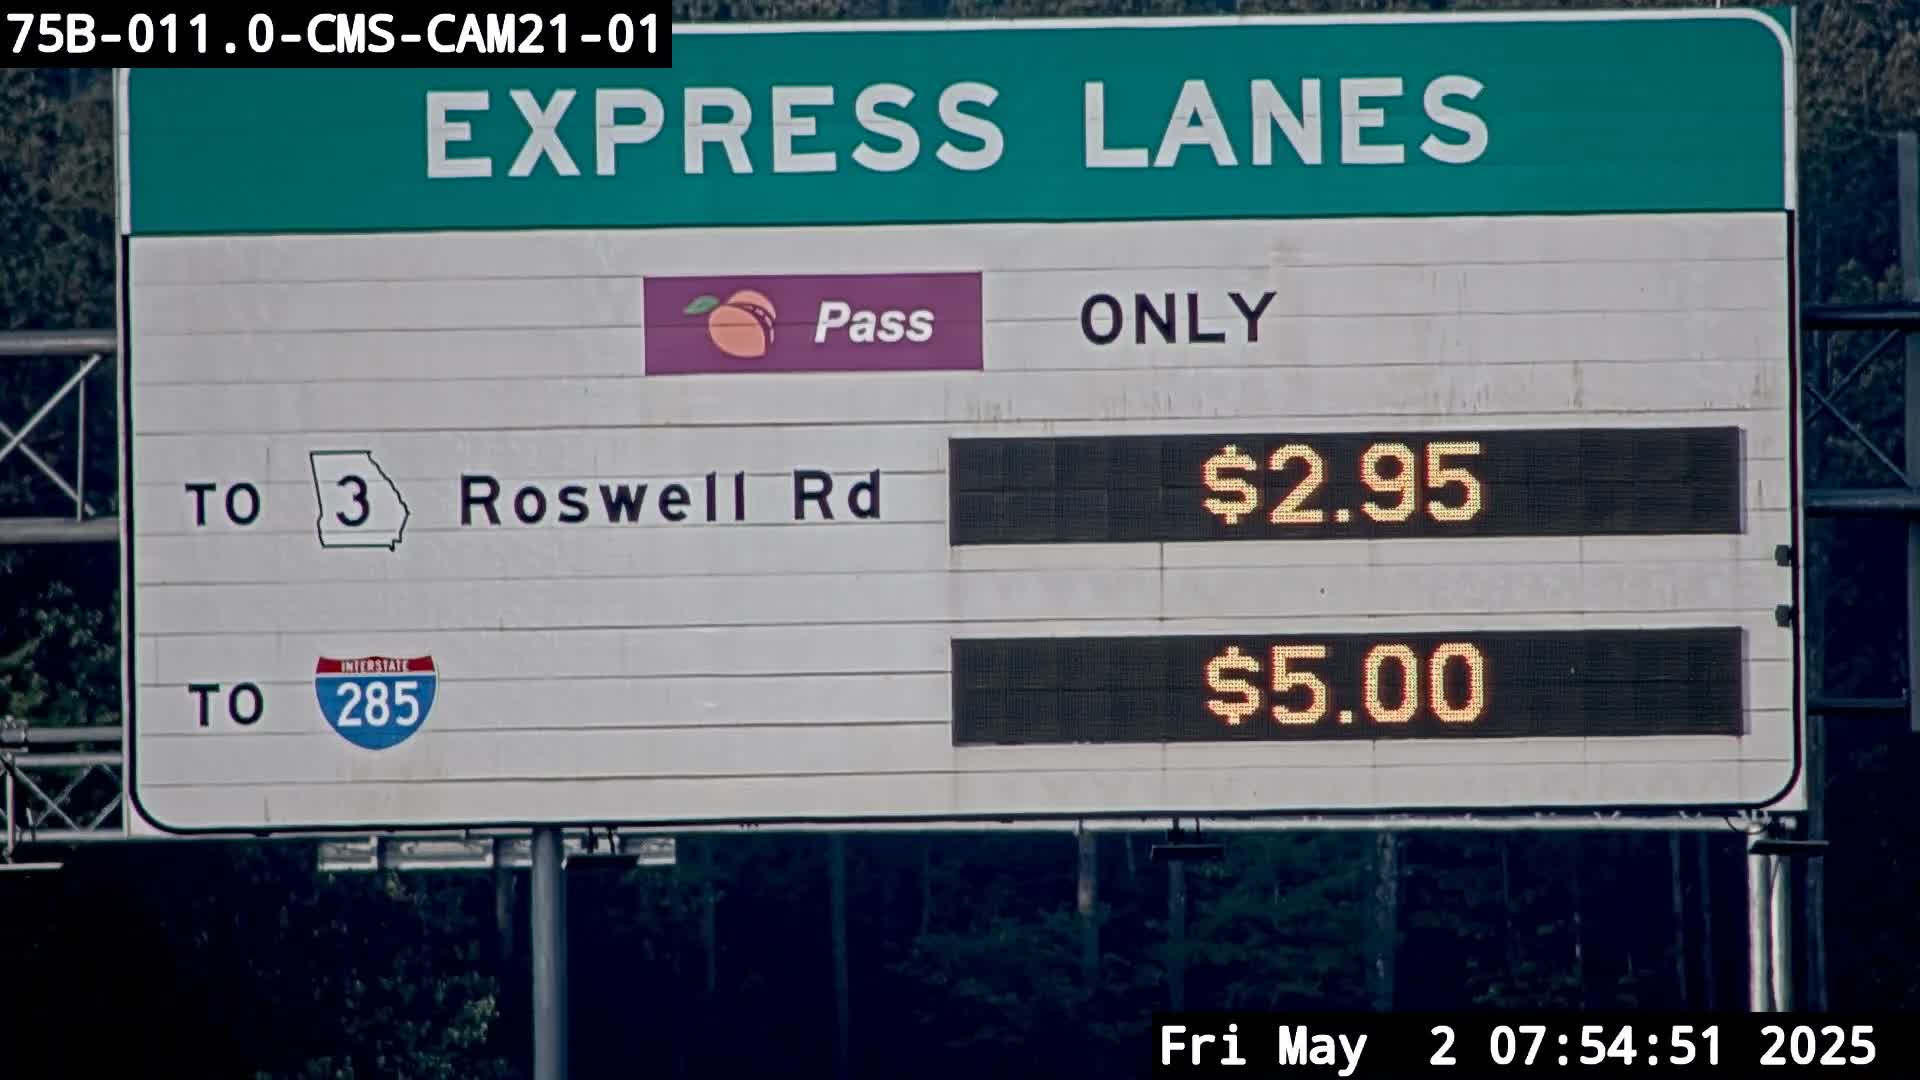 75B-011.0-CMS-CAM21-01
EXPRESS LANES
Pass ONLY
TO 3 Roswell Rd $2.95
INTERSTATE
TO 285 $5.00
Fri May 2 07:54:51 2025